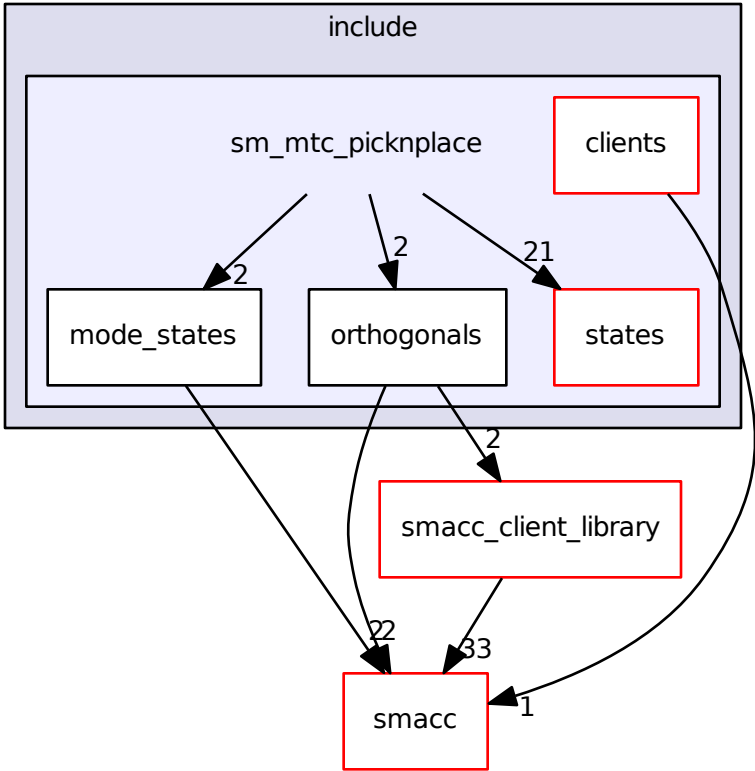 include
sm_mtc_picknplace
clients
2
2
21
mode_states
orthogonals
states
2
smacc_client_library
2
2
33
1
smacc